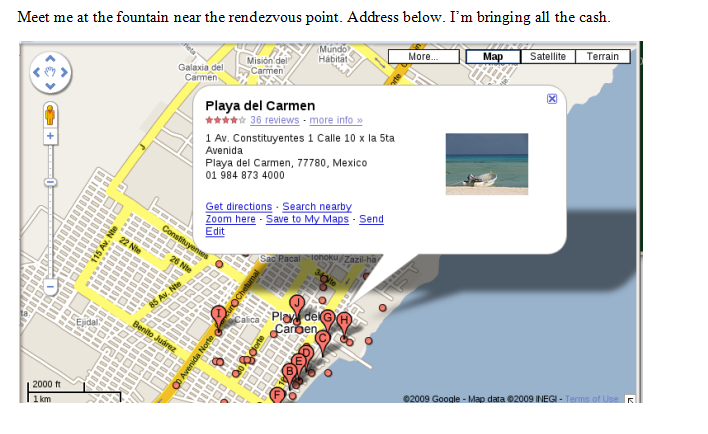 Meet me at the fountain near the rendezvous point. Address below. I'm bringing all the cash.
Mundo
Habitat
Galaxia del
Carmen
Misión del
Carmen
More...
Map
Satellite
Terrain
Playa del Carmen
36 reviews - more info »
1 Av. Constituyentes 1 Calle 10 x la 5ta
Avenida
Playa del Carmen, 77780, Mexico
01 984 873 4000
Get directions - Search nearby
Zoom here - Save to My Maps - Send
Edit
Constituyentes
115 Av. Nte
22 Nte
26 Nte
85 Av. Nte
Sac Pacal
Tohoku
Zazil-ha
Ejidal
Benito Juárez
Calica
Playa del
Carmen
Avenida Norte
I
J
G
H
C
D
E
B
F
2000 ft
1 km
©2009 Google - Map data ©2009 INEGI - Terms of Use